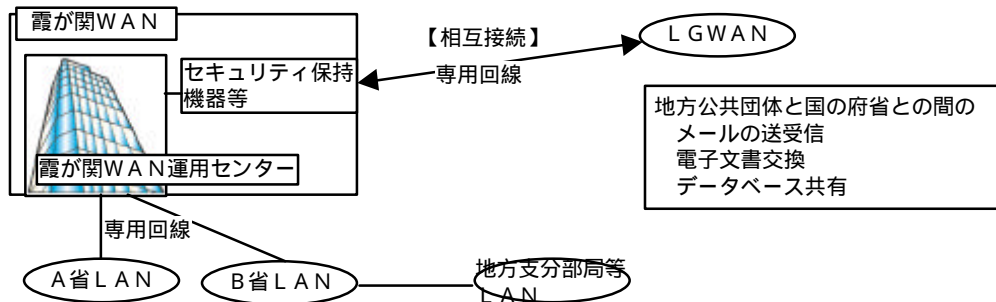 霞が関ＷＡＮ
セキュリティ保持
機器等
霞が関ＷＡＮ運用センター
【相互接続】
専用回線
ＬＧＷＡＮ
地方公共団体と国の府省との間の
メールの送受信
電子文書交換
データベース共有
専用回線
Ａ省ＬＡＮ
Ｂ省ＬＡＮ
地方支分部局等
ＬＡＮ